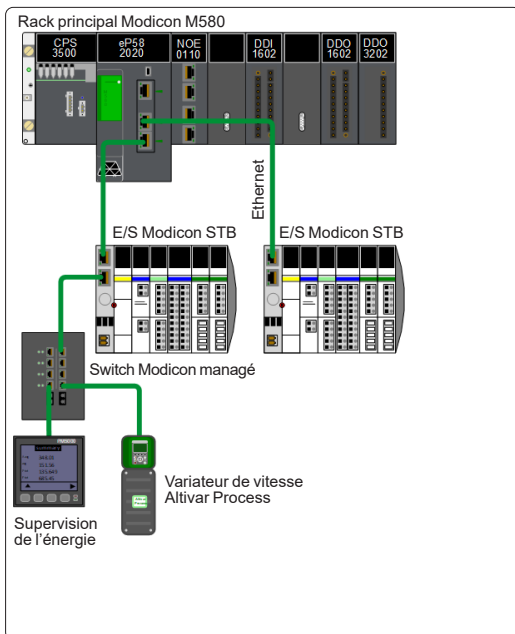 Rack principal Modicon M580
CPS
3500
eP58
2020
NOE
0110
DDI
1602
DDO
1602
DDO
3202
Ethernet
E/S Modicon STB
E/S Modicon STB
Switch Modicon managé
Variateur de vitesse
Altivar Process
Supervision
de l'énergie